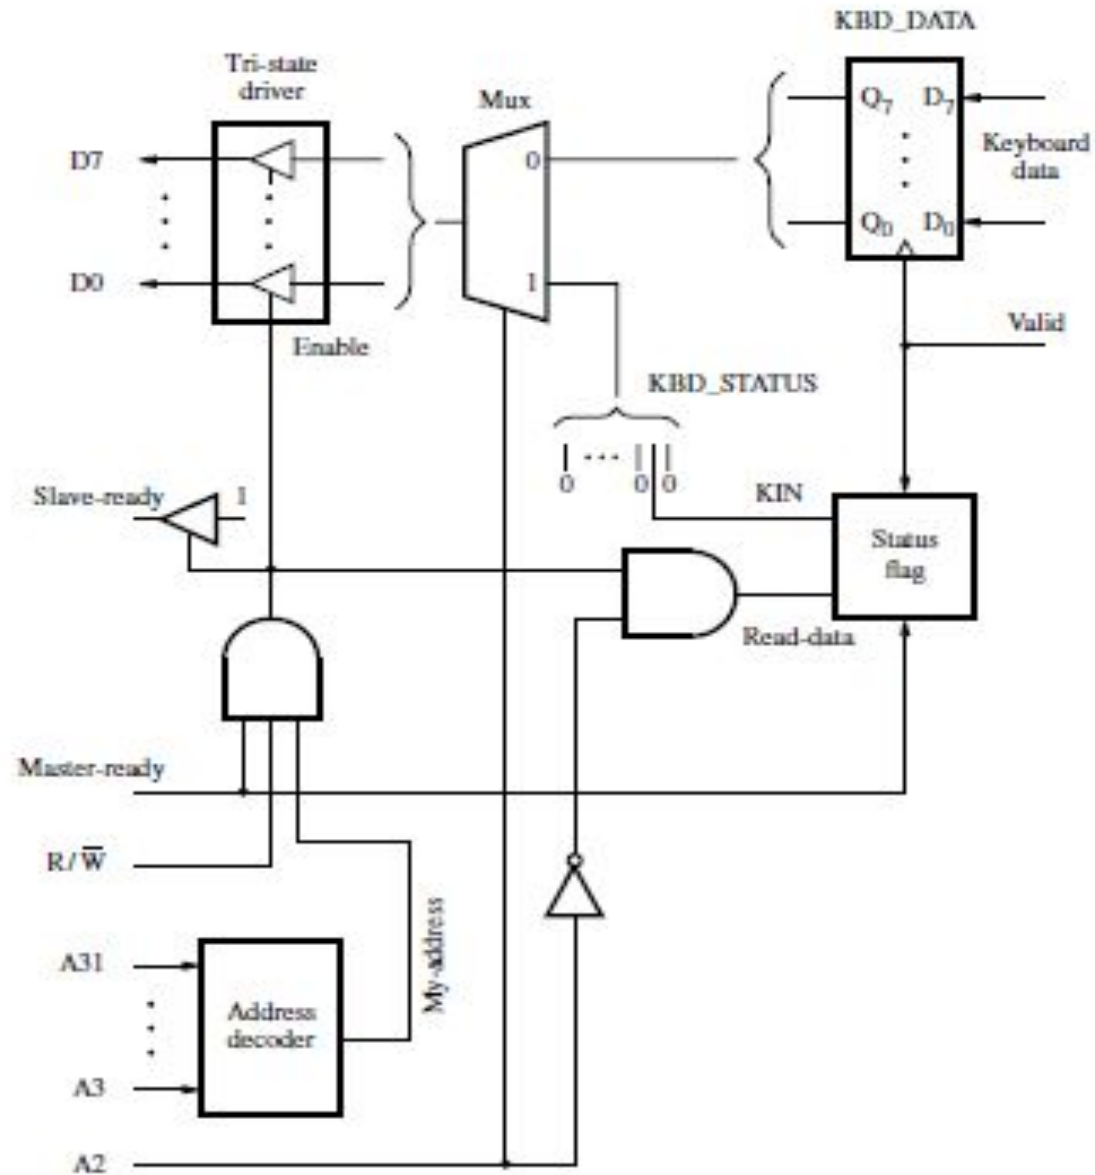 KBD_DATA
Tri-state
driver
Mux
Q7 D7
D7
0
Keyboard
data
Q0 D0
D0
1
Valid
Enable
KBD_STATUS
Slave-ready
1
0 0 0
KIN
Status
flag
Read-data
Master-ready
R/W̅
My-address
A31
Address
decoder
A3
A2